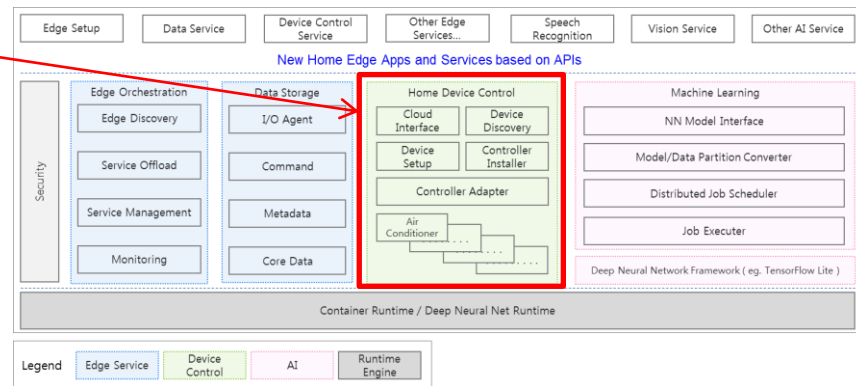 Edge Setup
Data Service
Device Control
Service
Other Edge
Services...
Speech
Recognition
Vision Service
Other AI Service
New Home Edge Apps and Services based on APIs
Security
Edge Orchestration
Edge Discovery
Service Offload
Service Management
Monitoring
Data Storage
I/O Agent
Command
Metadata
Core Data
Home Device Control
Cloud
Interface
Device
Discovery
Device
Setup
Controller
Installer
Controller Adapter
Air
Conditioner
. . . . . . . .
. . . . . . . .
. . . .
Machine Learning
NN Model Interface
Model/Data Partition Converter
Distributed Job Scheduler
Job Executer
Deep Neural Network Framework ( eg. TensorFlow Lite )
Container Runtime / Deep Neural Net Runtime
Legend
Edge Service
Device
Control
AI
Runtime
Engine